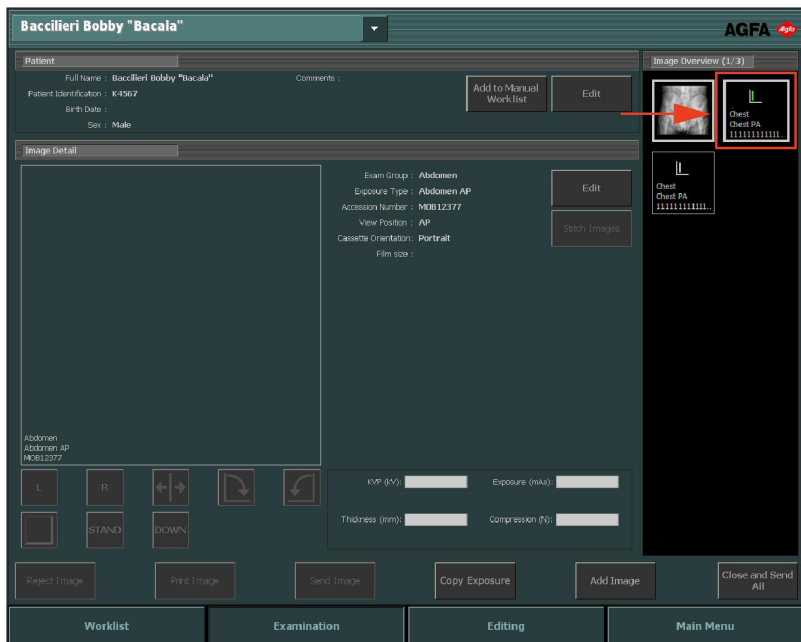 Baccilieri Bobby "Bacala"
AGFA Agfa
Patient
Full Name : Baccilieri Bobby "Bacala"
Comments :
Patient Identification : K4567
Birth Date :
Sex : Male
Add to Manual
Worklist
Edit
Image Detail
Exam Group : Abdomen
Exposure Type : Abdomen AP
Accession Number : MOB12377
View Position : AP
Cassette Orientation: Portrait
Film size :
Edit
Stitch Images
Abdomen
Abdomen AP
MOB12377
L
R
STAND
DOWN
KVP (kV):
Exposure (mAs):
Thickness (mm):
Compression (N):
Image Overview (1/3)
Chest
Chest PA
111111111111..
Chest
Chest PA
111111111111..
Reject Image
Print Image
Send Image
Copy Exposure
Add Image
Close and Send
All
Worklist
Examination
Editing
Main Menu